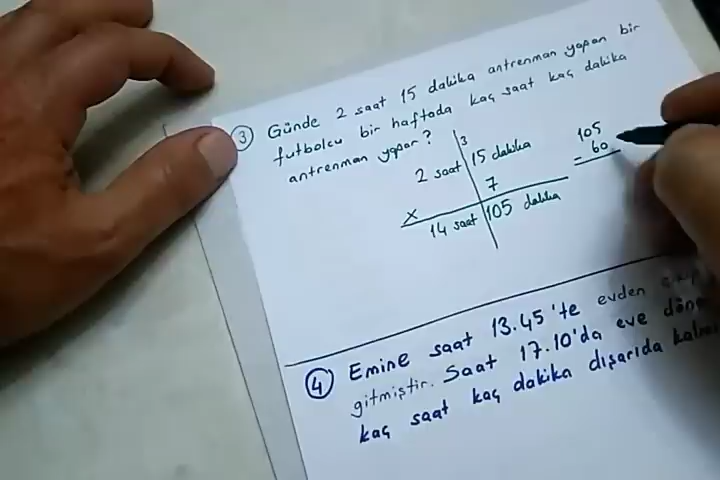 3 Günde 2 saat 15 dakika antrenman yapan bir
futbolcu bir haftada kaç saat kaç dakika
antrenman yapar?
3
2 saat 15 dakika
7
x
14 saat 105 dakika
105
60
-
4 Emine saat 13.45'te evden
gitmiştir. Saat 17.10'da eve
kaç saat kaç dakika dışarıda